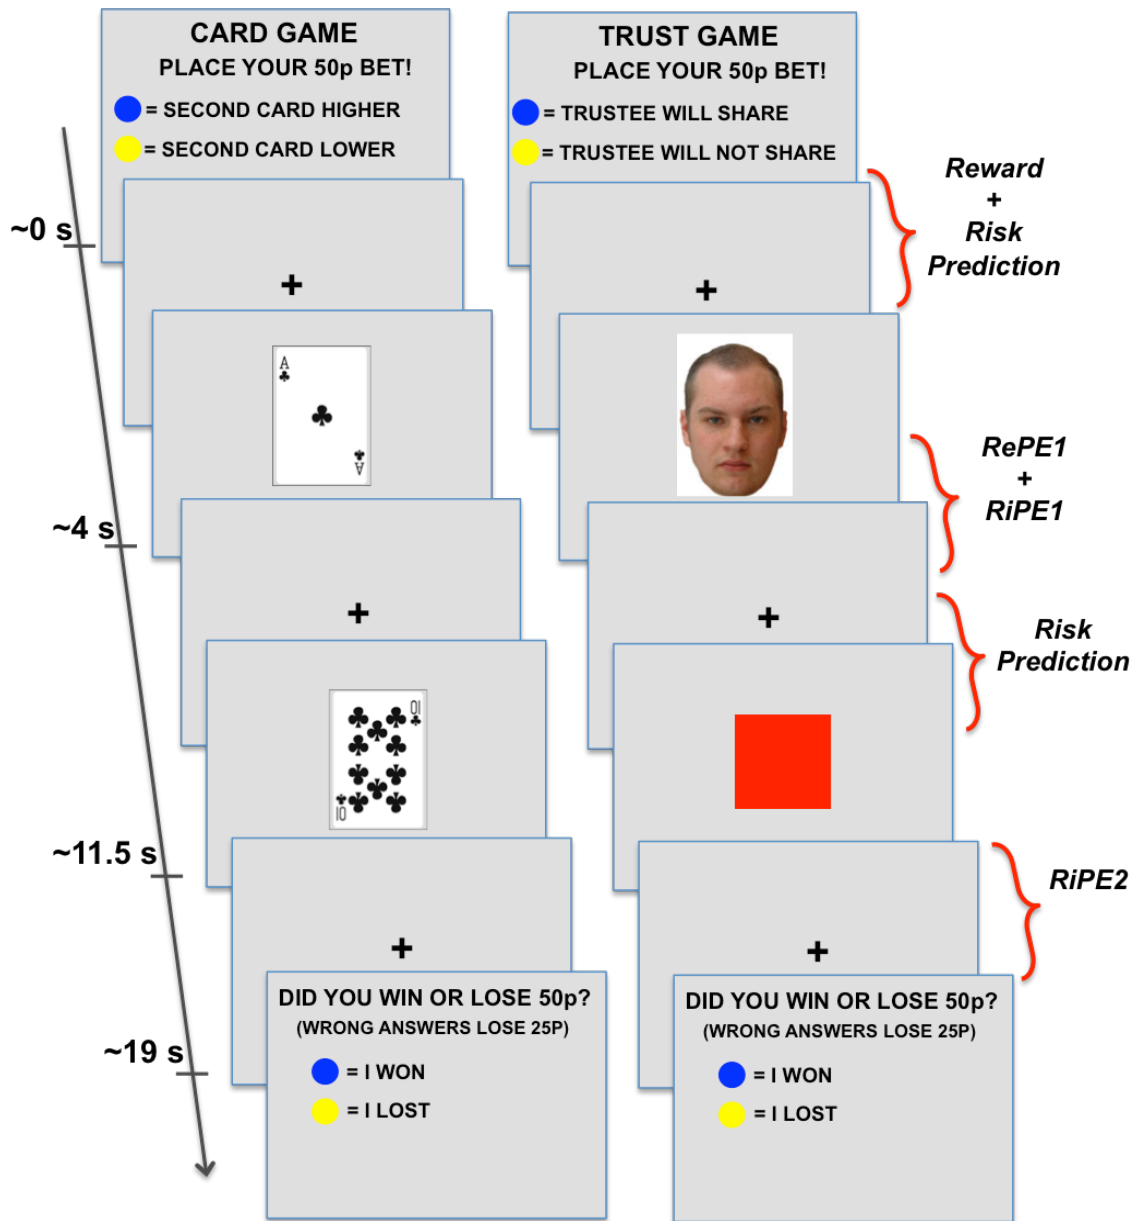 CARD GAME
PLACE YOUR 50p BET!
= SECOND CARD HIGHER
= SECOND CARD LOWER
TRUST GAME
PLACE YOUR 50p BET!
= TRUSTEE WILL SHARE
= TRUSTEE WILL NOT SHARE
Reward
+
Risk
Prediction
~0 s
+
+
A
A
RePE1
+
RiPE1
~4 s
+
+
Risk
Prediction
10
10
~11.5 s
RiPE2
+
+
DID YOU WIN OR LOSE 50p?
(WRONG ANSWERS LOSE 25P)
= I WON
= I LOST
DID YOU WIN OR LOSE 50p?
(WRONG ANSWERS LOSE 25P)
= I WON
= I LOST
~19 s